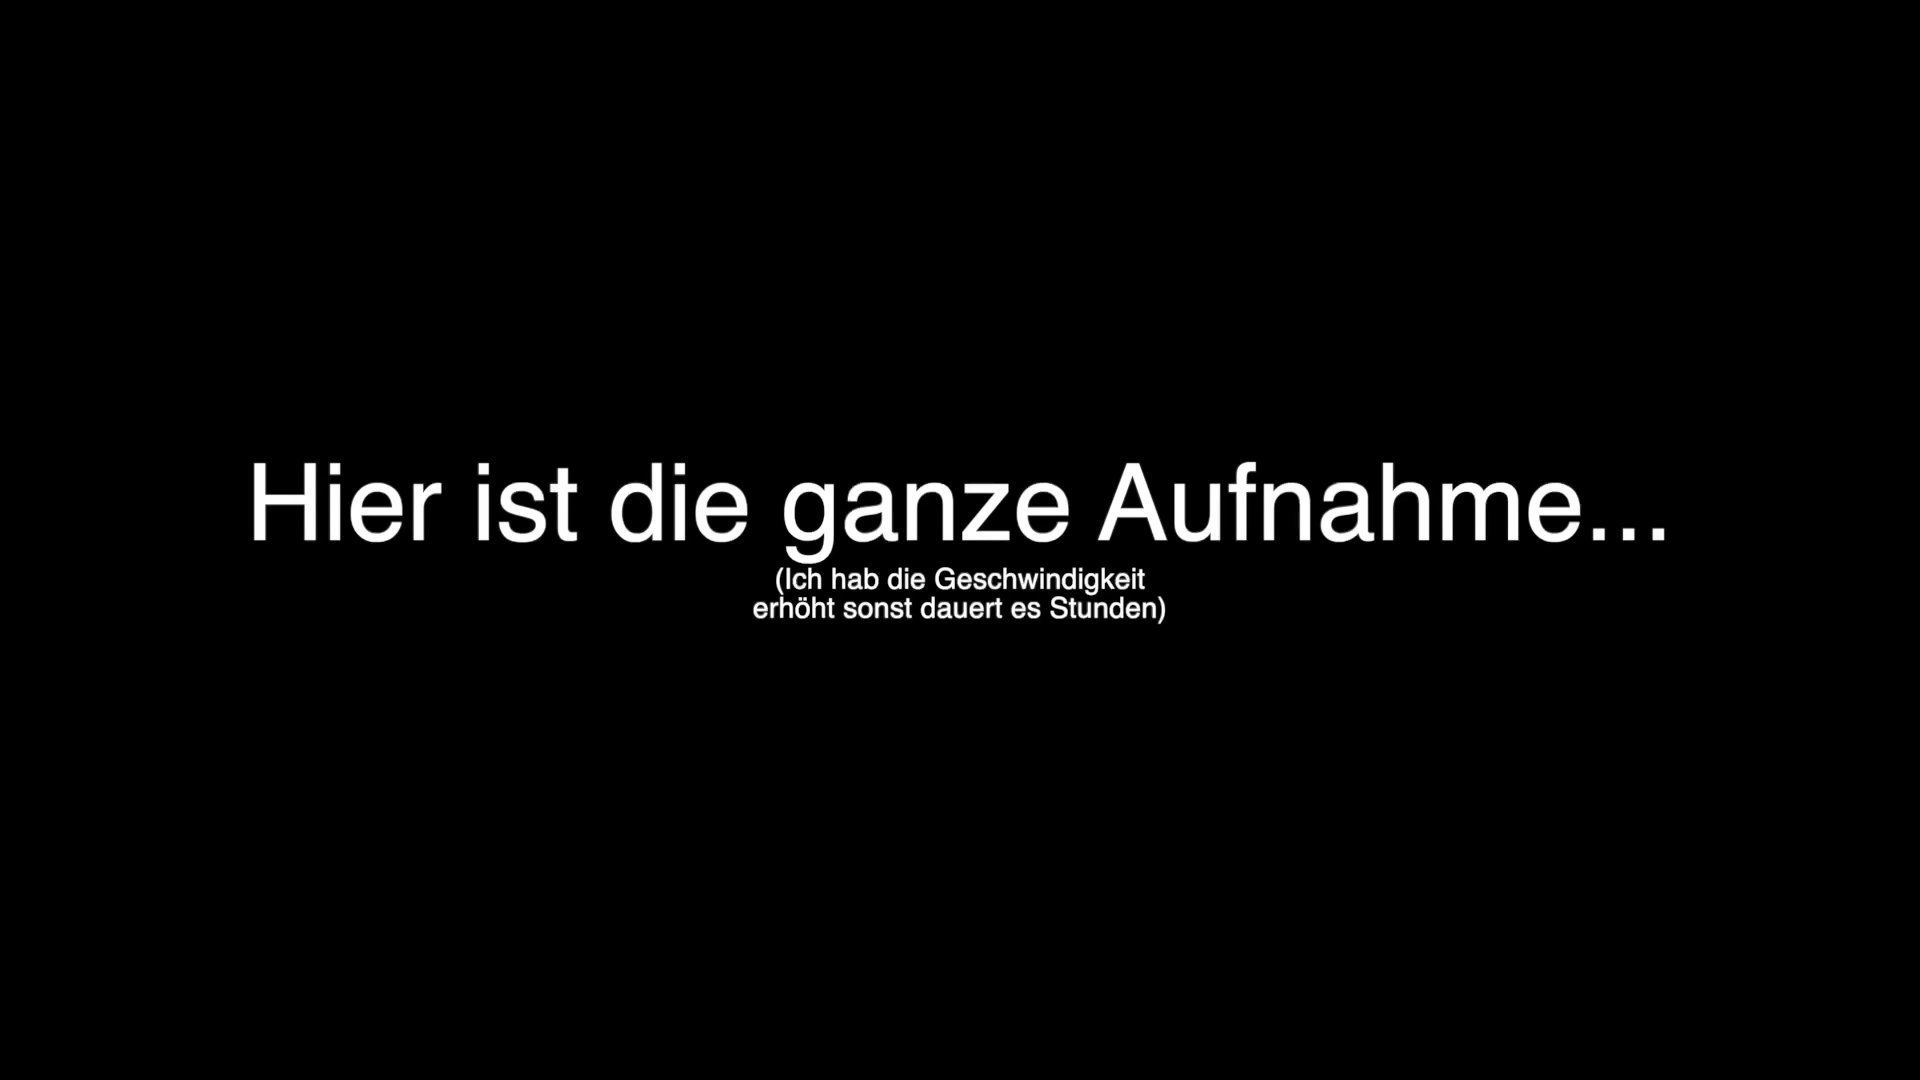 Hier ist die ganze Aufnahme...
(Ich hab die Geschwindigkeit
erhöht sonst dauert es Stunden)